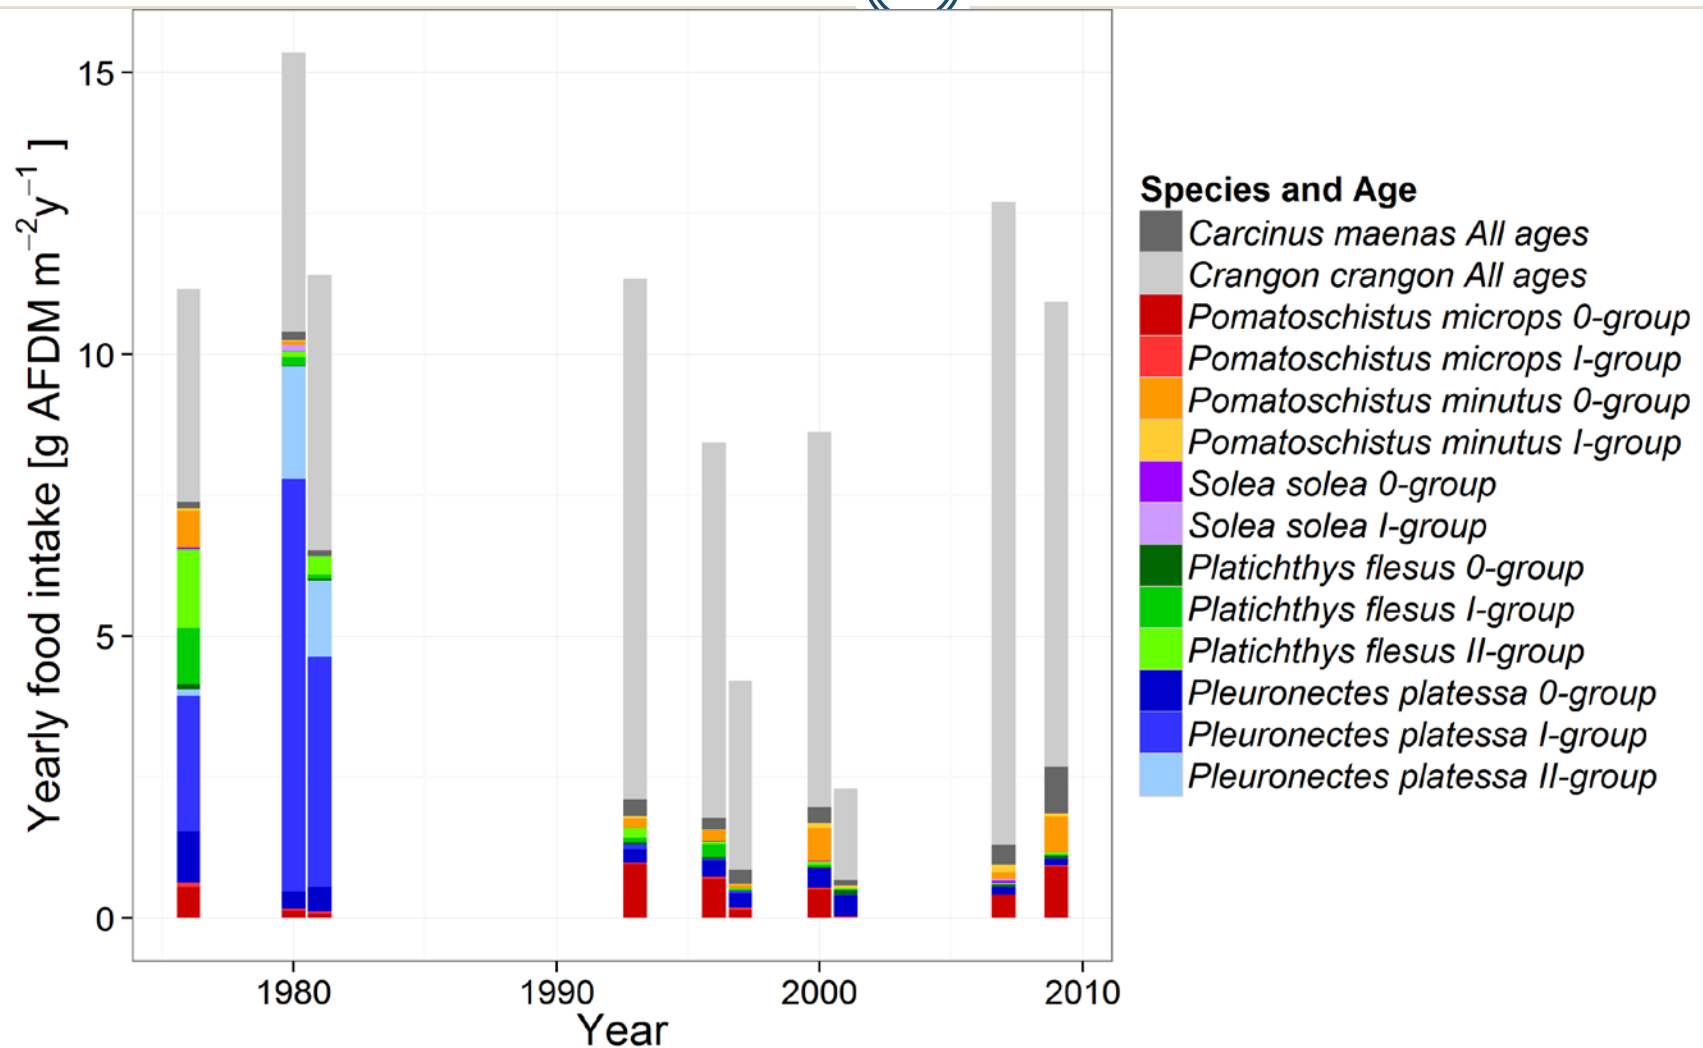 Yearly food intake [g AFDM m⁻²y⁻¹ ]
15
10
5
0
1980
1990
2000
2010
Year
Species and Age
Carcinus maenas All ages
Crangon crangon All ages
Pomatoschistus microps 0-group
Pomatoschistus microps I-group
Pomatoschistus minutus 0-group
Pomatoschistus minutus I-group
Solea solea 0-group
Solea solea I-group
Platichthys flesus 0-group
Platichthys flesus I-group
Platichthys flesus II-group
Pleuronectes platessa 0-group
Pleuronectes platessa I-group
Pleuronectes platessa II-group